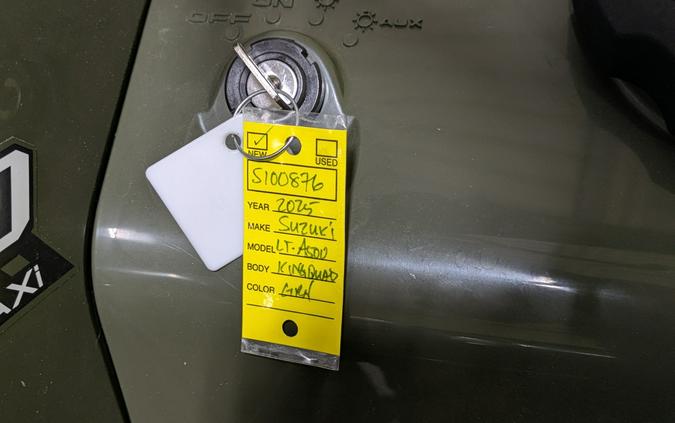 OFF ON AUX
NEW USED
S100876
YEAR 2025
MAKE SUZUKI
MODEL LT-A500
BODY KINGQUAD
COLOR GRN
AXi